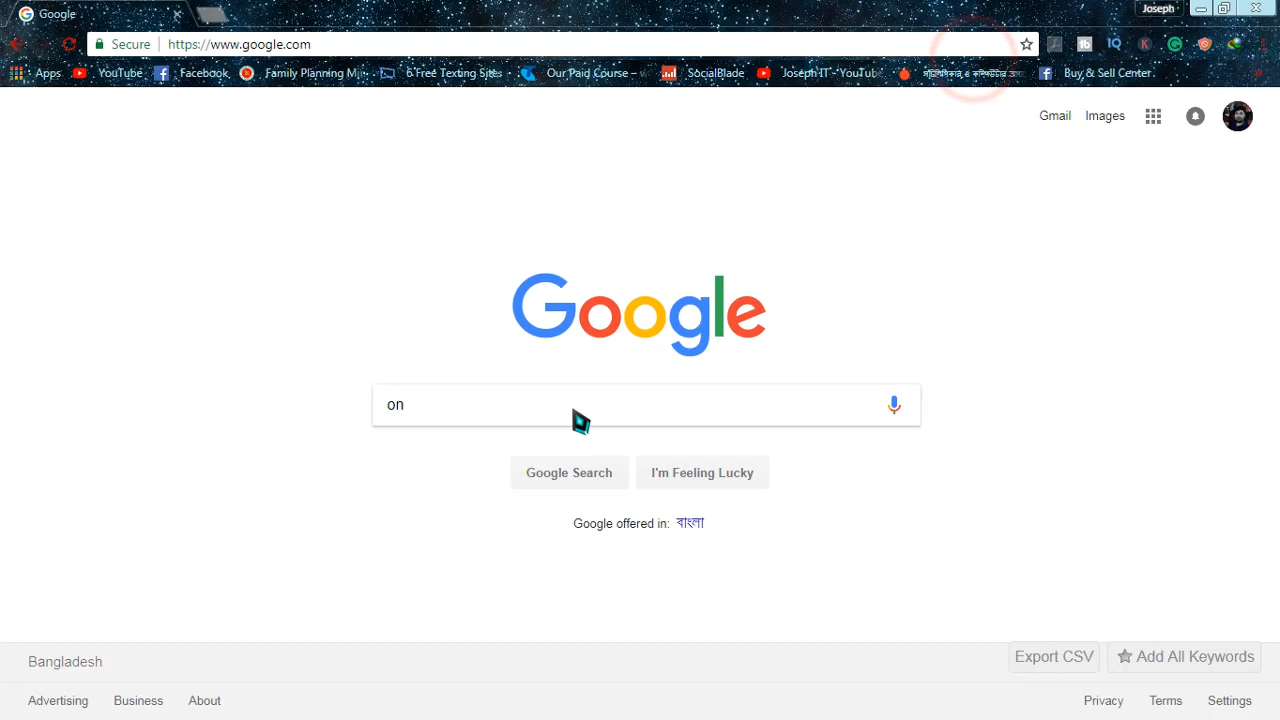 Google
Joseph
Secure https://www.google.com
Apps YouTube Facebook Family Planning M 6 Free Texting Sites Our Paid Course – SocialBlade Joseph IT - YouTub Buy & Sell Center
Gmail Images
Google
on
Google Search I'm Feeling Lucky
Google offered in: বাংলা
Export CSV Add All Keywords
Bangladesh
Advertising Business About Privacy Terms Settings